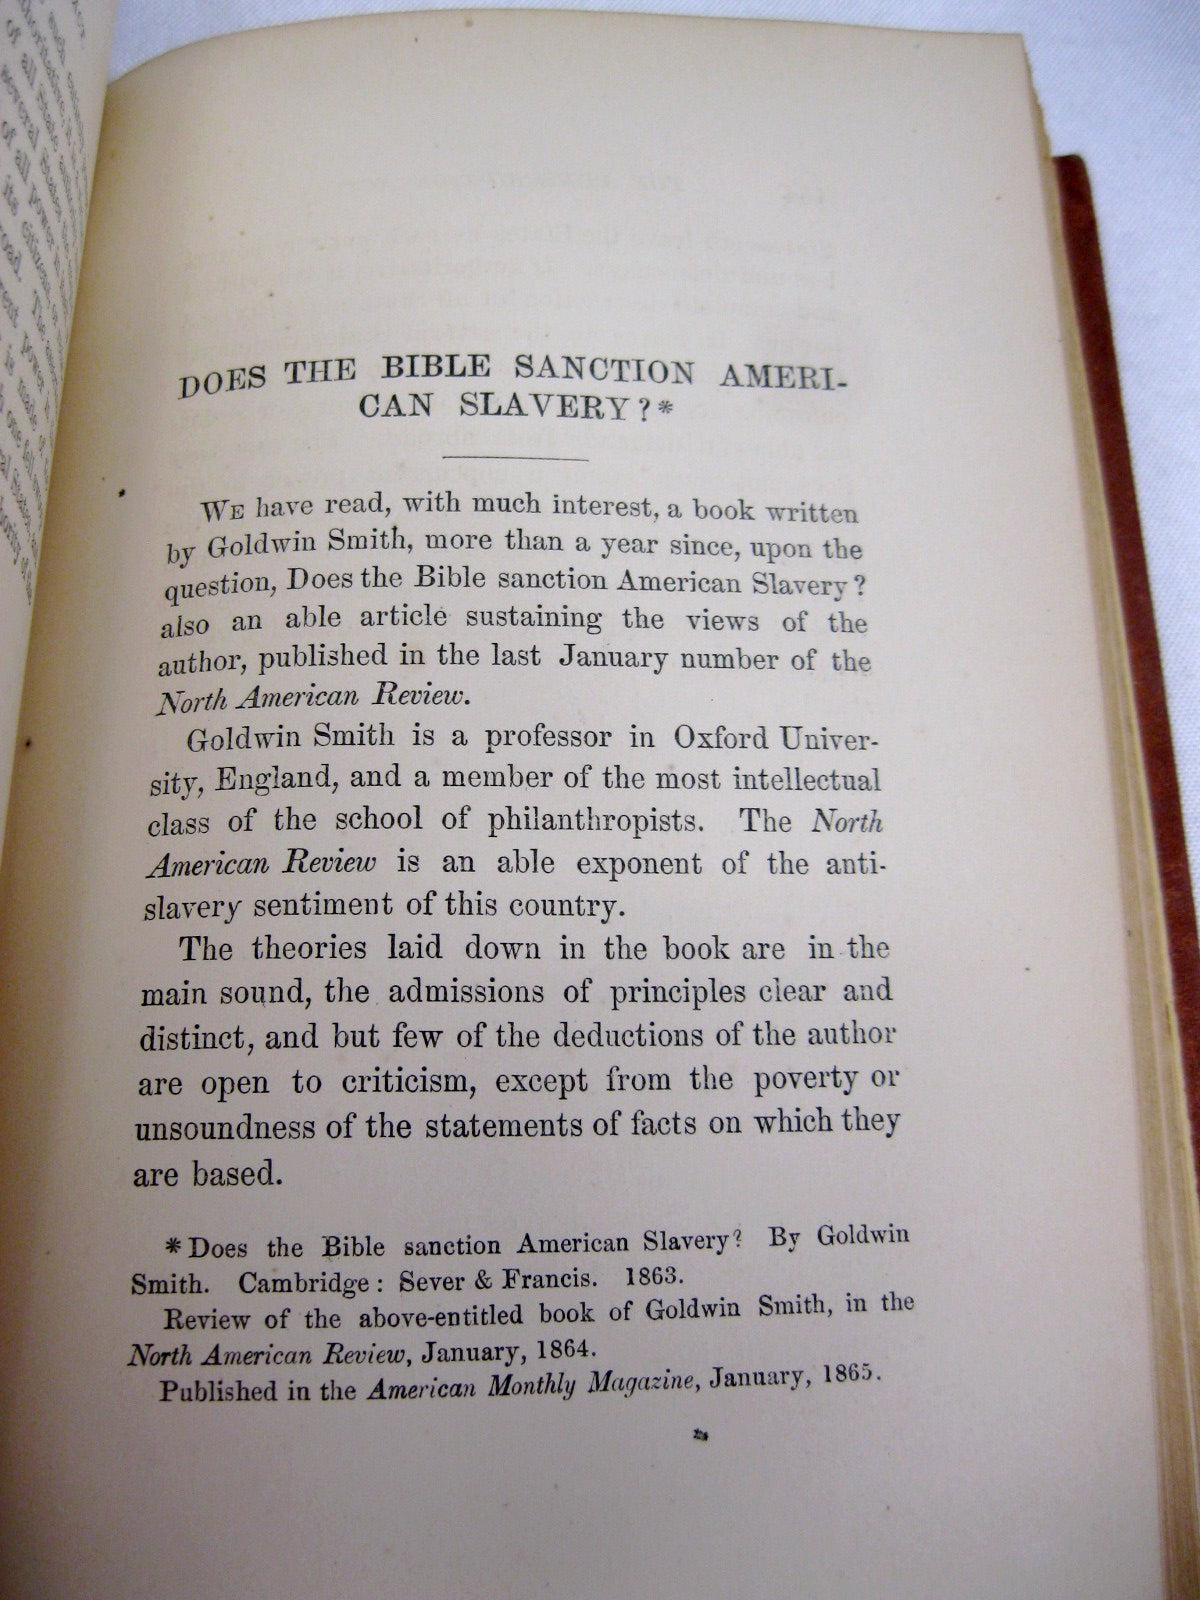 DOES THE BIBLE SANCTION AMERI-
CAN SLAVERY?*
WE have read, with much interest, a book written
by Goldwin Smith, more than a year since, upon the
question, Does the Bible sanction American Slavery?
also an able article sustaining the views of the
author, published in the last January number of the
North American Review.
Goldwin Smith is a professor in Oxford Univer-
sity, England, and a member of the most intellectual
class of the school of philanthropists. The North
American Review is an able exponent of the anti-
slavery sentiment of this country.
The theories laid down in the book are in the
main sound, the admissions of principles clear and
distinct, and but few of the deductions of the author
are open to criticism, except from the poverty or
unsoundness of the statements of facts on which they
are based.
*Does the Bible sanction American Slavery? By Goldwin
Smith. Cambridge: Sever & Francis. 1863.
Review of the above-entitled book of Goldwin Smith, in the
North American Review, January, 1864.
Published in the American Monthly Magazine, January, 1865.